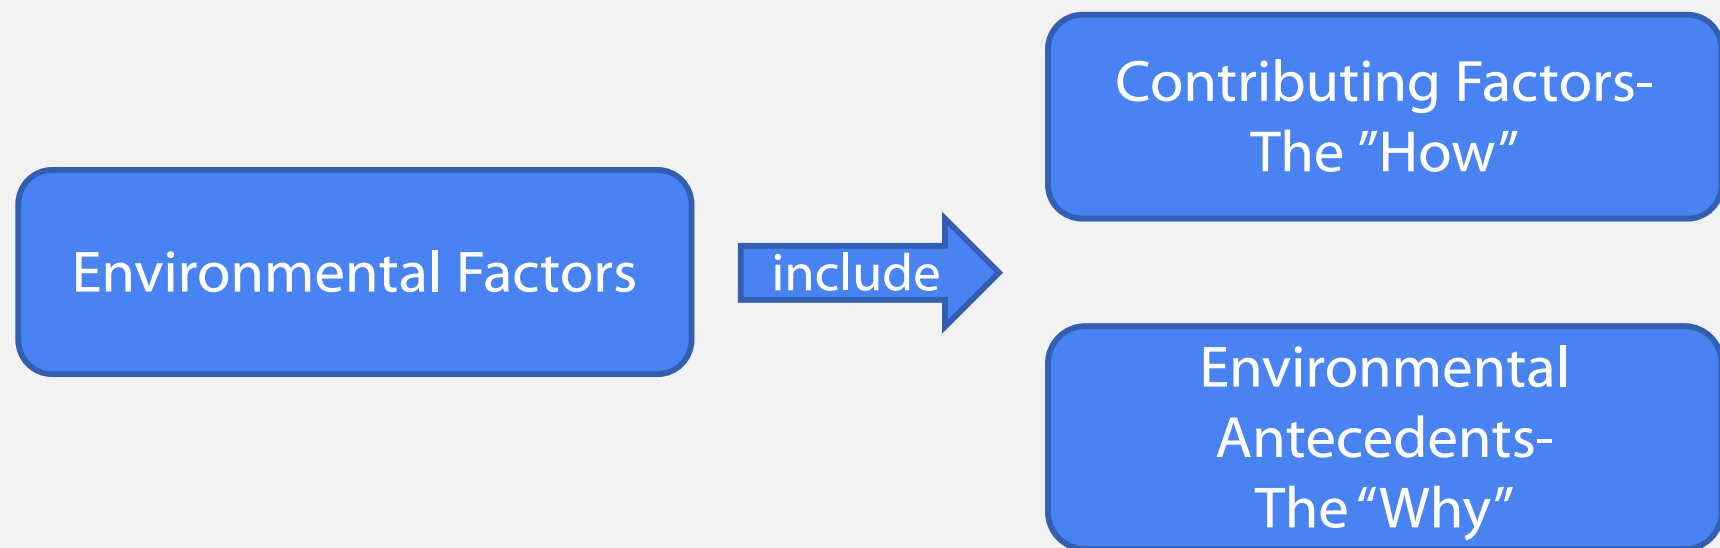 Environmental Factors
include
Contributing Factors-
The ”How”
Environmental
Antecedents-
The “Why”